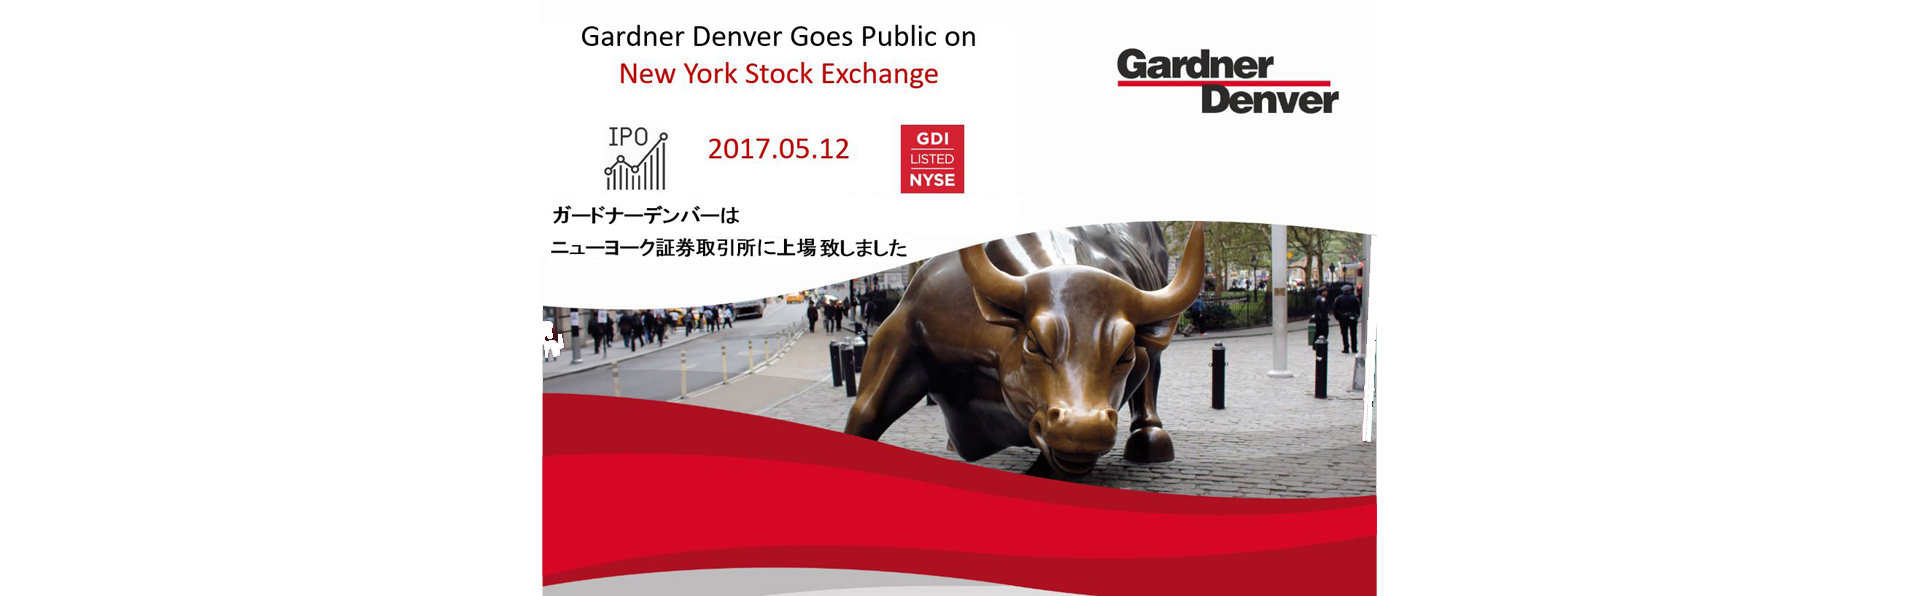 Gardner Denver Goes Public on
New York Stock Exchange
Gardner
Denver
IPO
2017.05.12
GDI
LISTED
NYSE
ガードナーデンバーは
ニューヨーク証券取引所に上場致しました